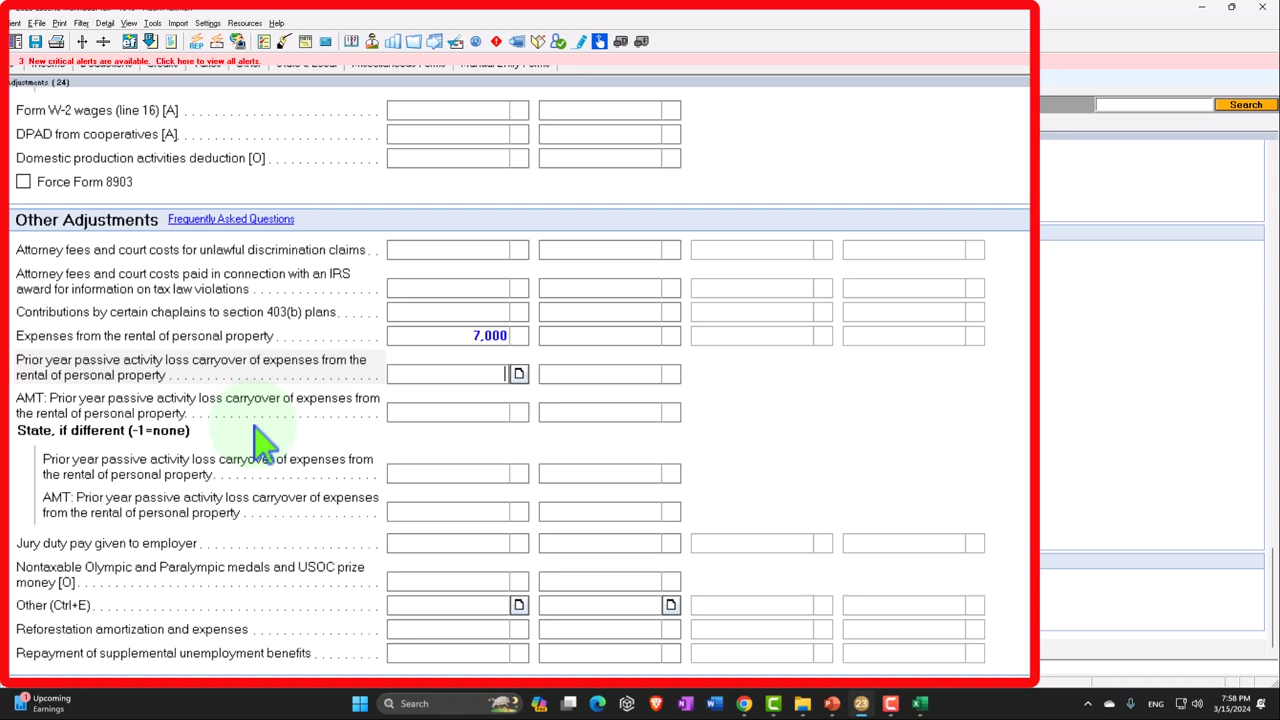 E-File Print Filter Detail View Tools Import Settings Resources Help
3 New critical alerts are available. Click here to view all alerts.
Search
Adjustments (24)
Form W-2 wages (line 16) [A]
DPAD from cooperatives [A]
Domestic production activities deduction [O]
Force Form 8903
Other Adjustments Frequently Asked Questions
Attorney fees and court costs for unlawful discrimination claims
Attorney fees and court costs paid in connection with an IRS
award for information on tax law violations
Contributions by certain chaplains to section 403(b) plans
Expenses from the rental of personal property 7,000
Prior year passive activity loss carryover of expenses from the
rental of personal property
AMT: Prior year passive activity loss carryover of expenses from
the rental of personal property
State, if different (-1=none)
Prior year passive activity loss carryover of expenses from
the rental of personal property
AMT: Prior year passive activity loss carryover of expenses
from the rental of personal property
Jury duty pay given to employer
Nontaxable Olympic and Paralympic medals and USOC prize
money [O]
Other (Ctrl+E)
Reforestation amortization and expenses
Repayment of supplemental unemployment benefits
1 Upcoming
Earnings
Search
23
ENG
7:58 PM
3/15/2024